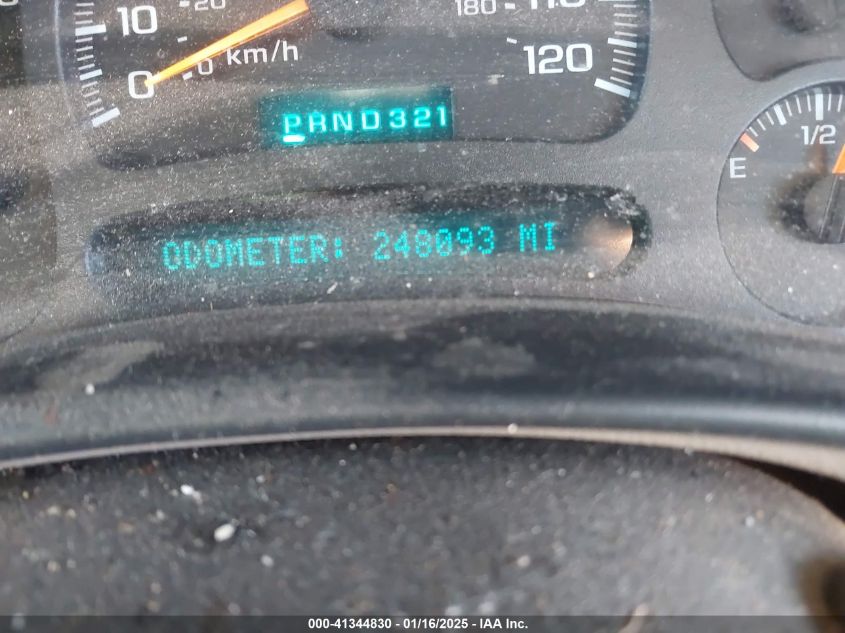 20 180
10 120
0 0 km/h
PRND321
1/2
E
ODOMETER: 248093 MI
000-41344830 - 01/16/2025 - IAA Inc.